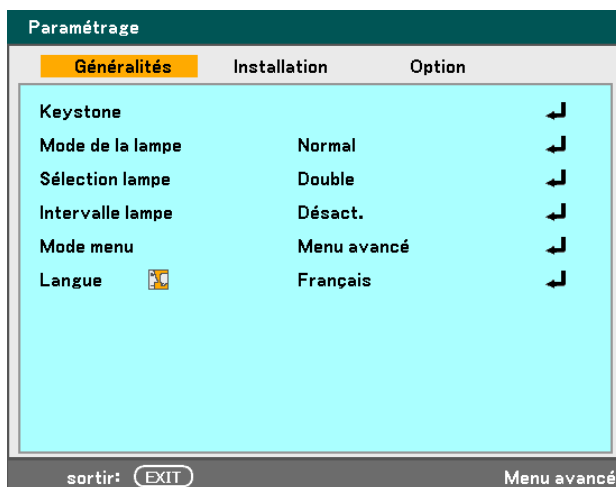 Paramétrage
Généralités Installation Option
Keystone
Mode de la lampe Normal
Sélection lampe Double
Intervalle lampe Désact.
Mode menu Menu avancé
Langue Français
sortir: EXIT Menu avancé